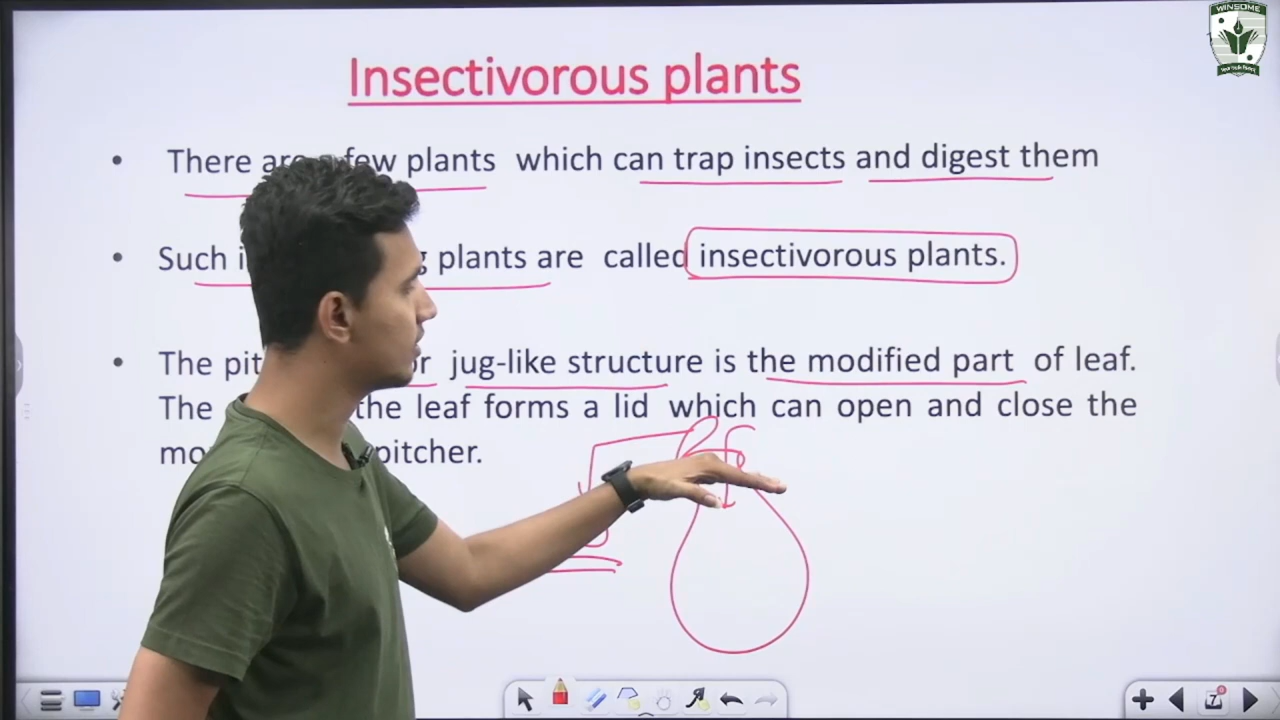 WINSOME
Insectivorous plants
• There are a few plants which can trap insects and digest them
• Such plants are called insectivorous plants.
• The or jug-like structure is the modified part of leaf.
The the leaf forms a lid which can open and close the
pitcher.